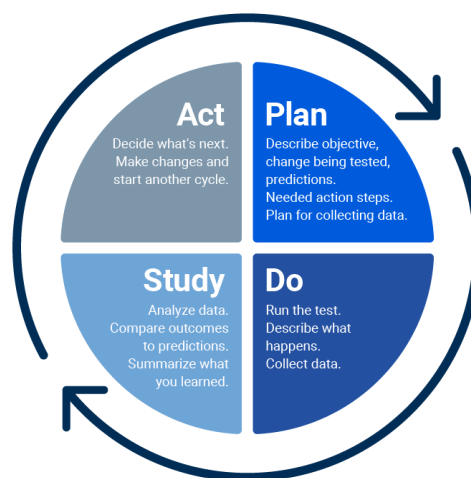 Act
Decide what's next.
Make changes and
start another cycle.
Plan
Describe objective,
change being tested,
predictions.
Needed action steps.
Plan for collecting data.
Study
Analyze data.
Compare outcomes
to predictions.
Summarize what
you learned.
Do
Run the test.
Describe what
happens.
Collect data.